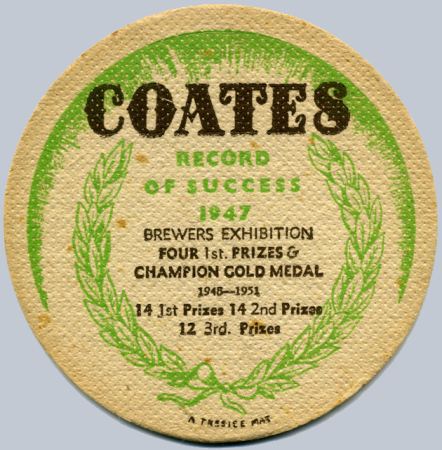 COATES
RECORD
OF SUCCESS
1947
BREWERS EXHIBITION
FOUR 1st. PRIZES &
CHAMPION GOLD MEDAL
1948—1951
14 1st Prizes 14 2nd Prizes
12 3rd. Prizes
A TRESICE MAT